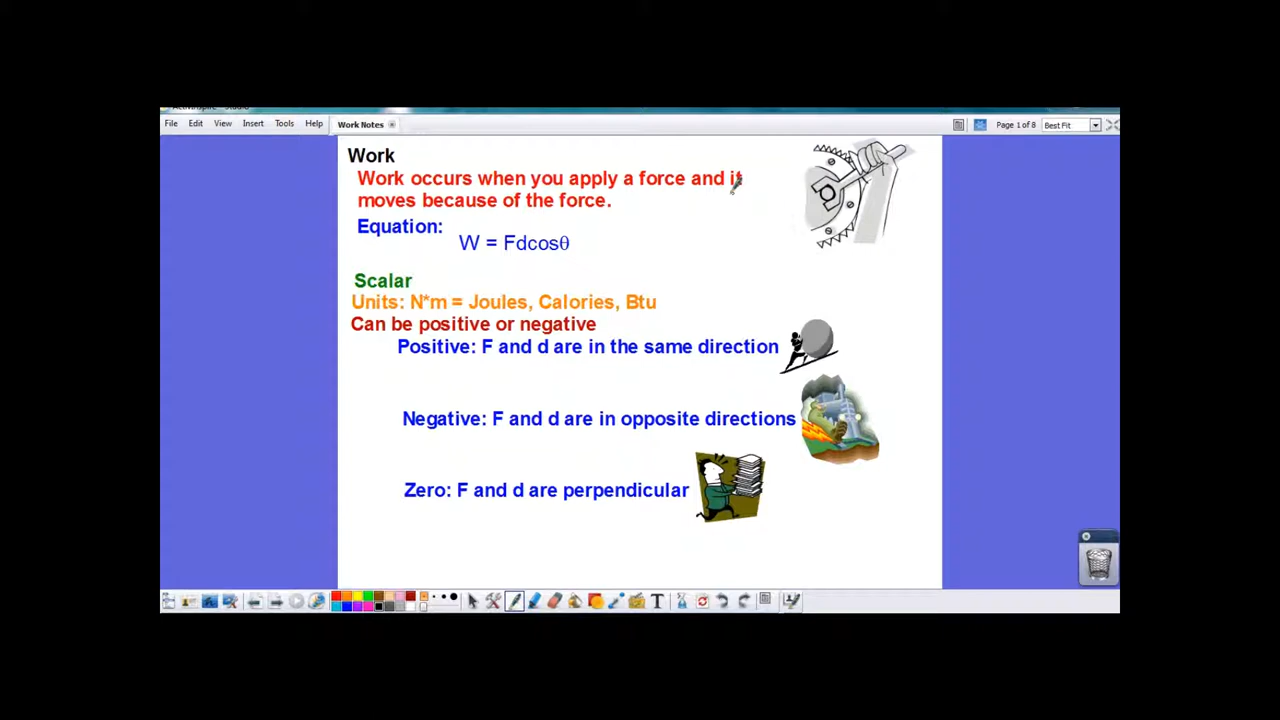 File Edit View Insert Tools Help Work Notes Page 1 of 8 Best Fit
Work
Work occurs when you apply a force and it
moves because of the force.
Equation:
W = Fdcosθ
Scalar
Units: N*m = Joules, Calories, Btu
Can be positive or negative
Positive: F and d are in the same direction
Negative: F and d are in opposite directions
Zero: F and d are perpendicular